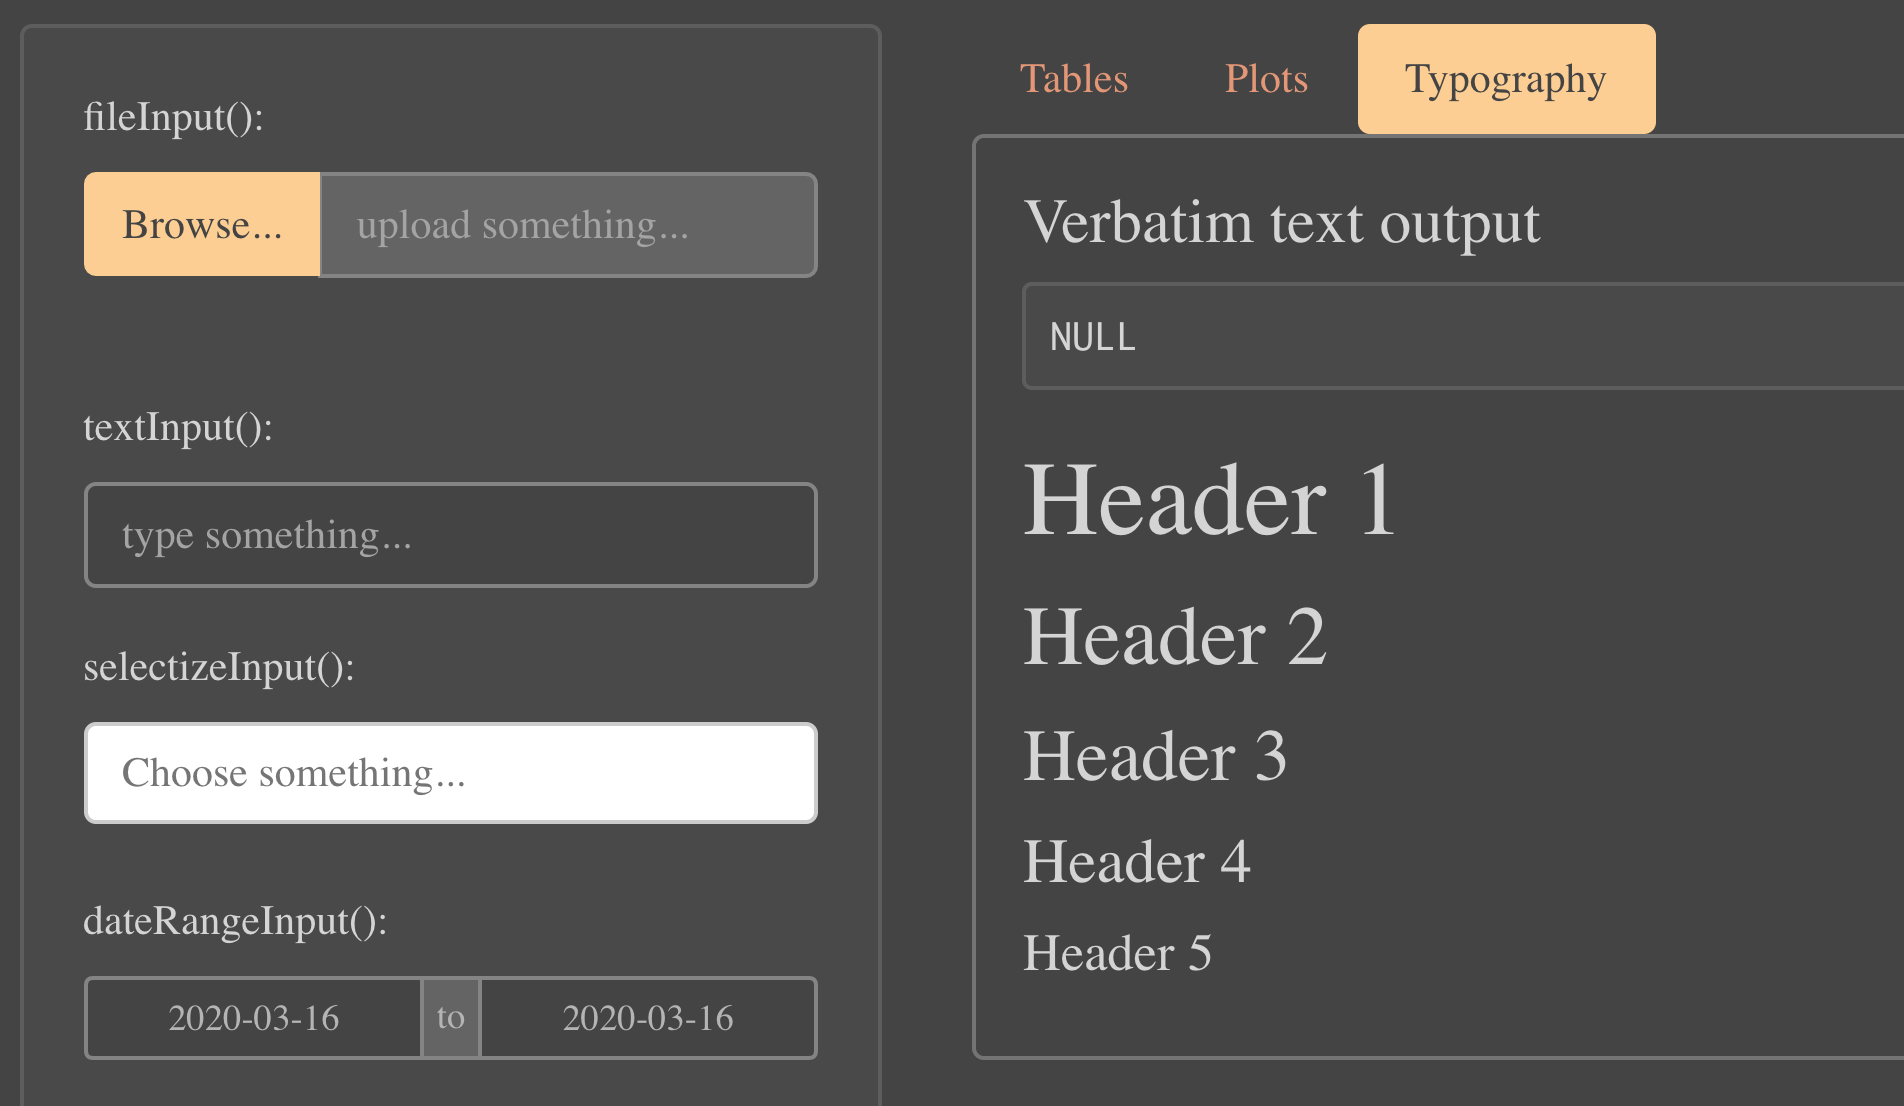 fileInput():
Browse... upload something...
textInput():
type something...
selectizeInput():
Choose something...
dateRangeInput():
2020-03-16 to 2020-03-16
Tables Plots Typography
Verbatim text output
NULL
Header 1
Header 2
Header 3
Header 4
Header 5